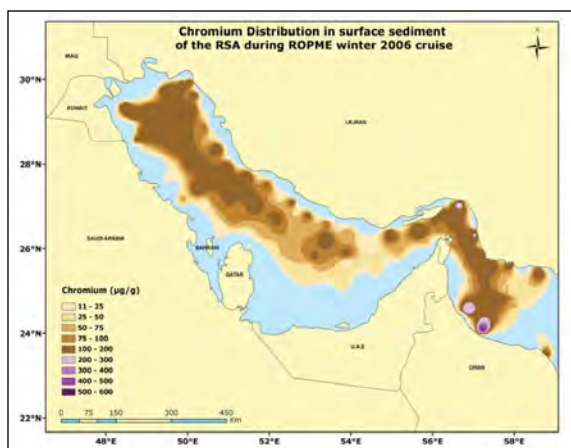 Chromium Distribution in surface sediment
of the RSA during ROPME winter 2006 cruise
IRAQ
30°N
KUWAIT
I.R.IRAN
28°N
SAUDI ARABIA
BAHRAIN
26°N
QATAR
Chromium (µg/g)
11 - 25
25 - 50
50 - 75
75 - 100
100 - 200
200 - 300
300 - 400
400 - 500
500 - 600
24°N
U.A.E
OMAN
22°N
0 75 150 300 450
Km
48°E 50°E 52°E 54°E 56°E 58°E